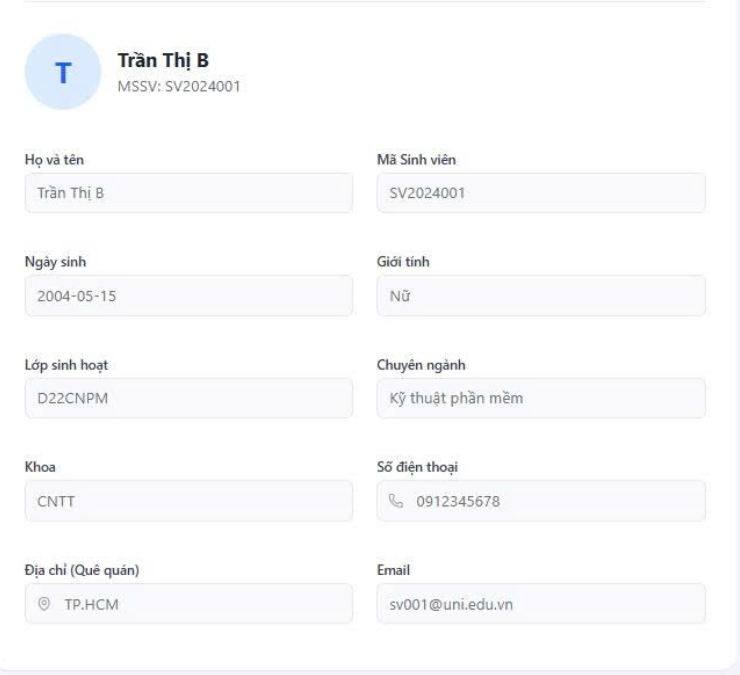 T
Trần Thị B
MSSV: SV2024001
Họ và tên
Mã Sinh viên
Trần Thị B
SV2024001
Ngày sinh
Giới tính
2004-05-15
Nữ
Lớp sinh hoạt
Chuyên ngành
D22CNPM
Kỹ thuật phần mềm
Khoa
Số điện thoại
CNTT
0912345678
Địa chỉ (Quê quán)
Email
TP.HCM
sv001@uni.edu.vn